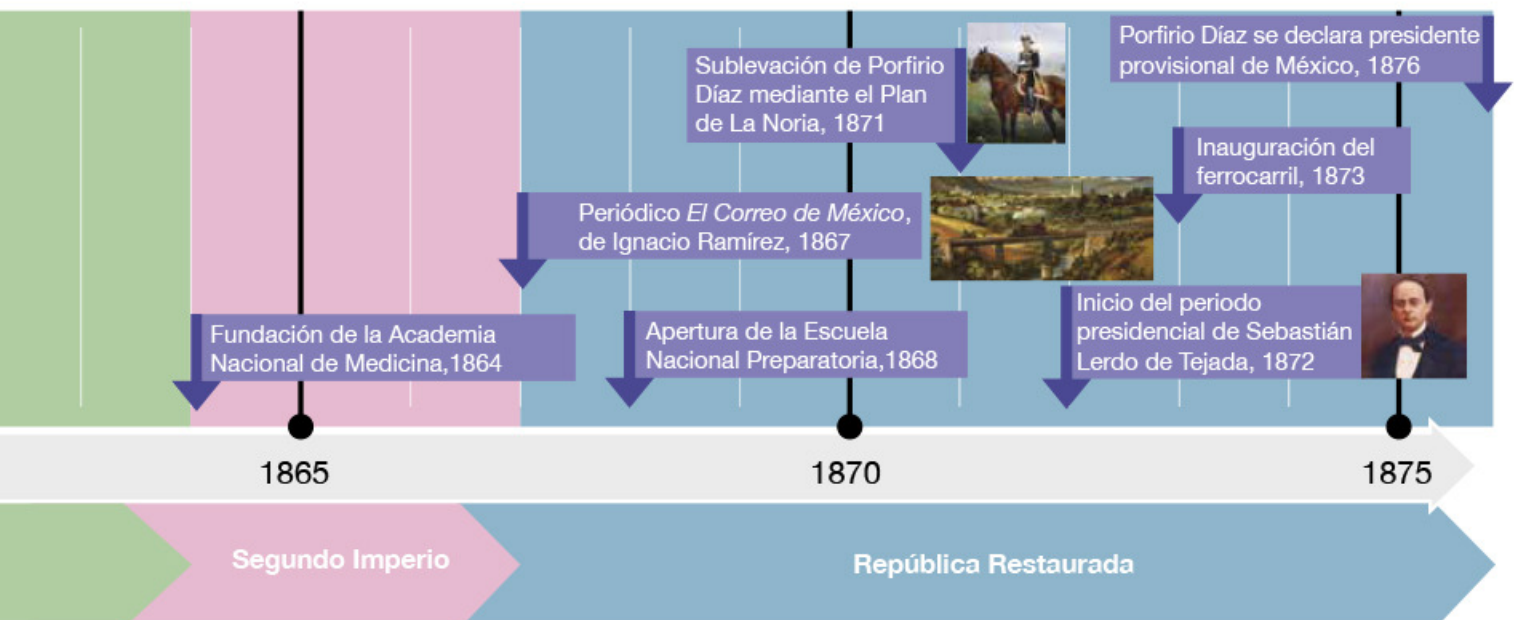 Porfirio Díaz se declara presidente
provisional de México, 1876
Sublevación de Porfirio
Díaz mediante el Plan
de La Noria, 1871
Inauguración del
ferrocarril, 1873
Periódico El Correo de México,
de Ignacio Ramírez, 1867
Inicio del periodo
presidencial de Sebastián
Lerdo de Tejada, 1872
Fundación de la Academia
Nacional de Medicina,1864
Apertura de la Escuela
Nacional Preparatoria,1868
1865
1870
1875
Segundo Imperio
República Restaurada